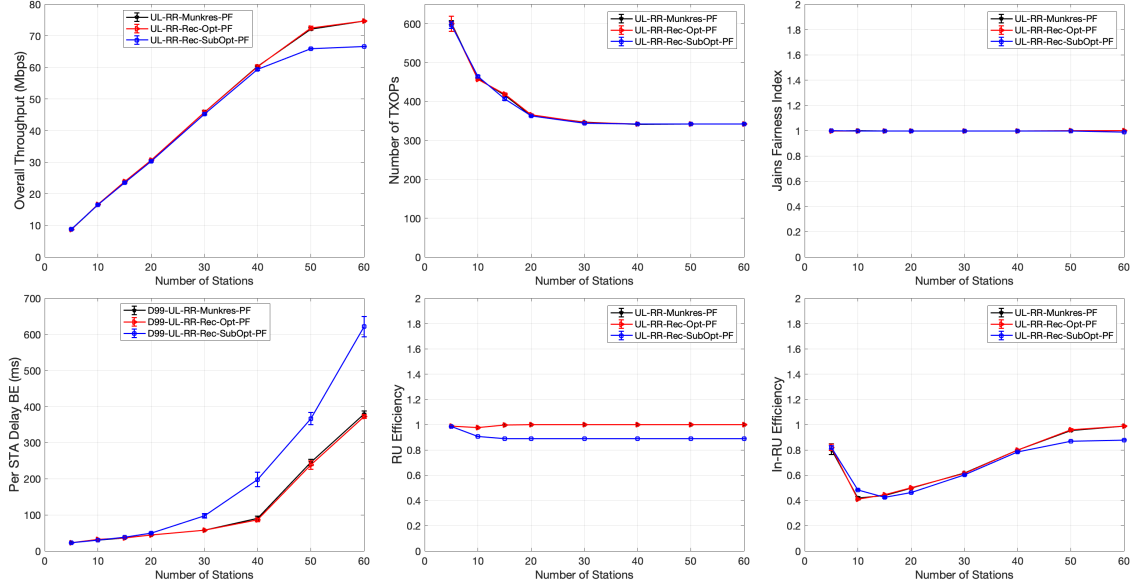 80
70
60
50
40
30
20
10
0
Overall Throughput (Mbps)
UL-RR-Munkres-PF
UL-RR-Rec-Opt-PF
UL-RR-Rec-SubOpt-PF
0 10 20 30 40 50 60
Number of Stations
600
500
400
300
200
100
0
Number of TXOPs
UL-RR-Munkres-PF
UL-RR-Rec-Opt-PF
UL-RR-Rec-SubOpt-PF
0 10 20 30 40 50 60
Number of Stations
2
1.8
1.6
1.4
1.2
1
0.8
0.6
0.4
0.2
0
Jains Fairness Index
UL-RR-Munkres-PF
UL-RR-Rec-Opt-PF
UL-RR-Rec-SubOpt-PF
0 10 20 30 40 50 60
Number of Stations
700
600
500
400
300
200
100
0
Per STA Delay BE (ms)
D99-UL-RR-Munkres-PF
D99-UL-RR-Rec-Opt-PF
D99-UL-RR-Rec-SubOpt-PF
0 10 20 30 40 50 60
Number of Stations
2
1.8
1.6
1.4
1.2
1
0.8
0.6
0.4
0.2
0
RU Efficiency
UL-RR-Munkres-PF
UL-RR-Rec-Opt-PF
UL-RR-Rec-SubOpt-PF
0 10 20 30 40 50 60
Number of Stations
2
1.8
1.6
1.4
1.2
1
0.8
0.6
0.4
0.2
0
In-RU Efficiency
UL-RR-Munkres-PF
UL-RR-Rec-Opt-PF
UL-RR-Rec-SubOpt-PF
0 10 20 30 40 50 60
Number of Stations